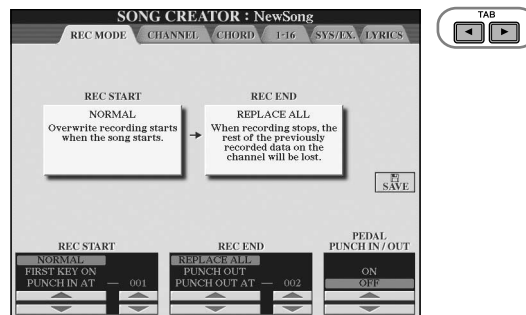 SONG CREATOR : NewSong
TAB
REC MODE CHANNEL CHORD 1-16 SYS/EX. LYRICS
REC START
NORMAL
Overwrite recording starts
when the song starts.
REC END
REPLACE ALL
When recording stops, the
rest of the previously
recorded data on the
channel will be lost.
SAVE
REC START
NORMAL
FIRST KEY ON
PUNCH IN AT — 001
REC END
REPLACE ALL
PUNCH OUT
PUNCH OUT AT — 002
PEDAL
PUNCH IN / OUT
ON
OFF